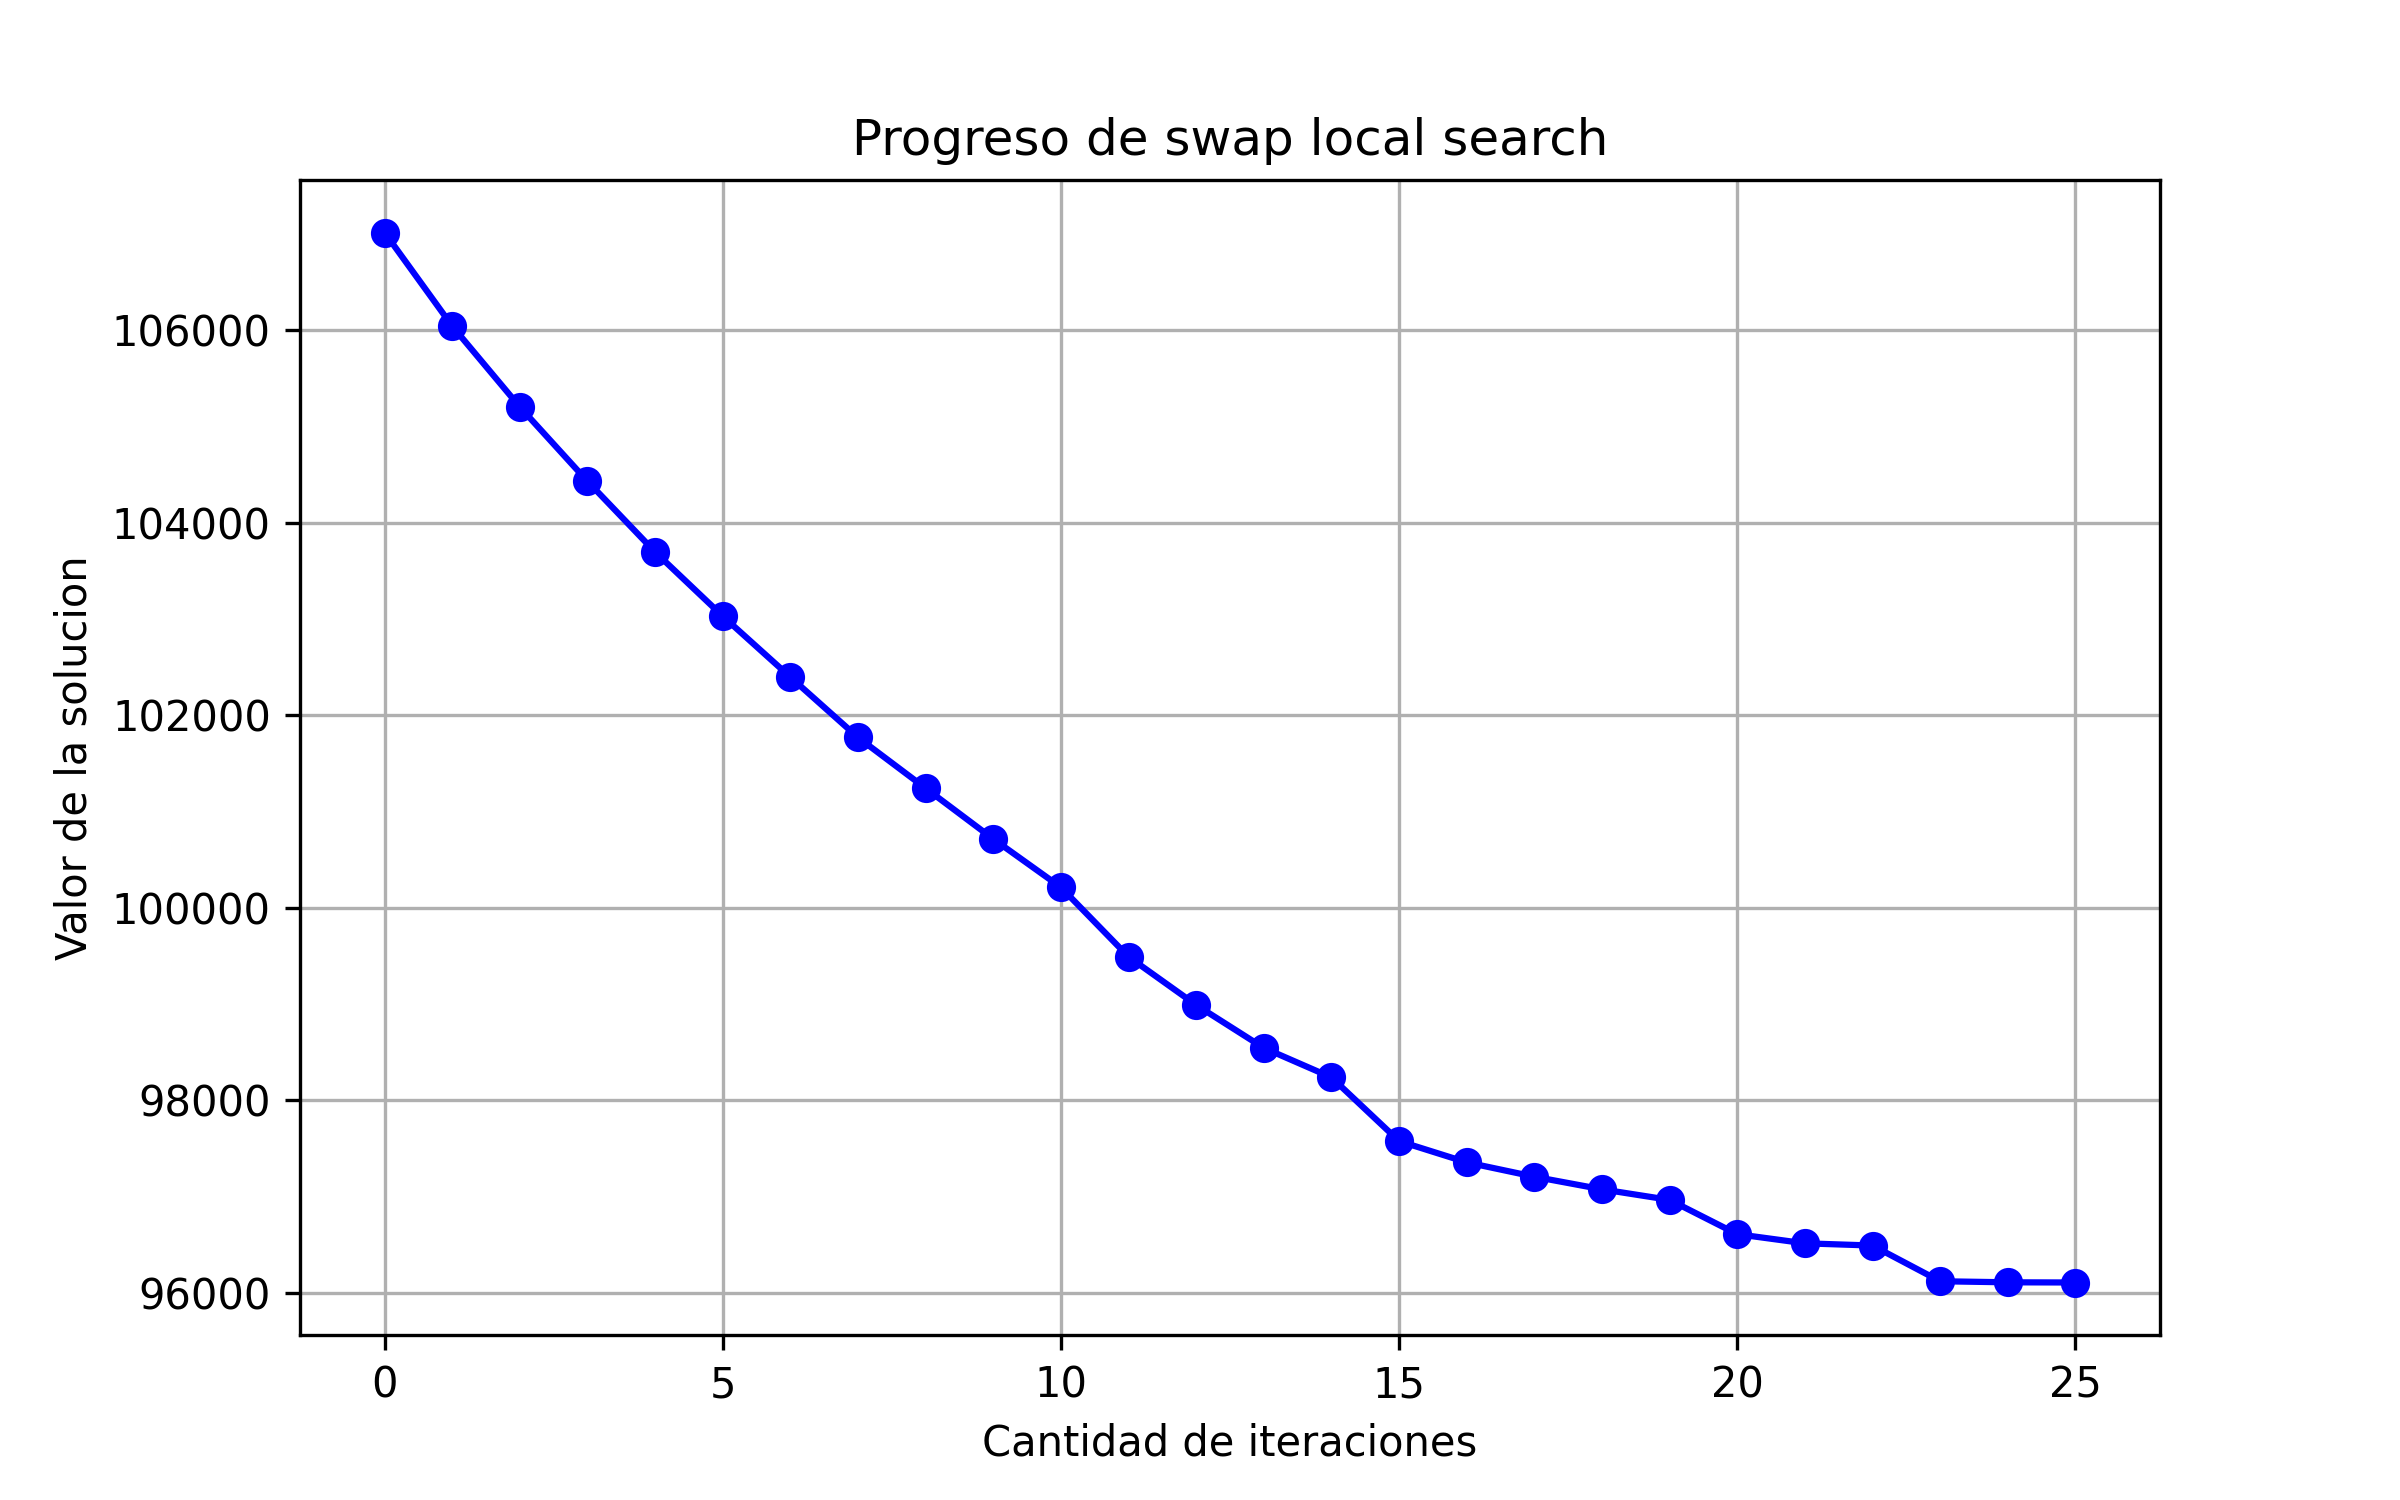 Progreso de swap local search
Valor de la solucion
106000
104000
102000
100000
98000
96000
0 5 10 15 20 25
Cantidad de iteraciones